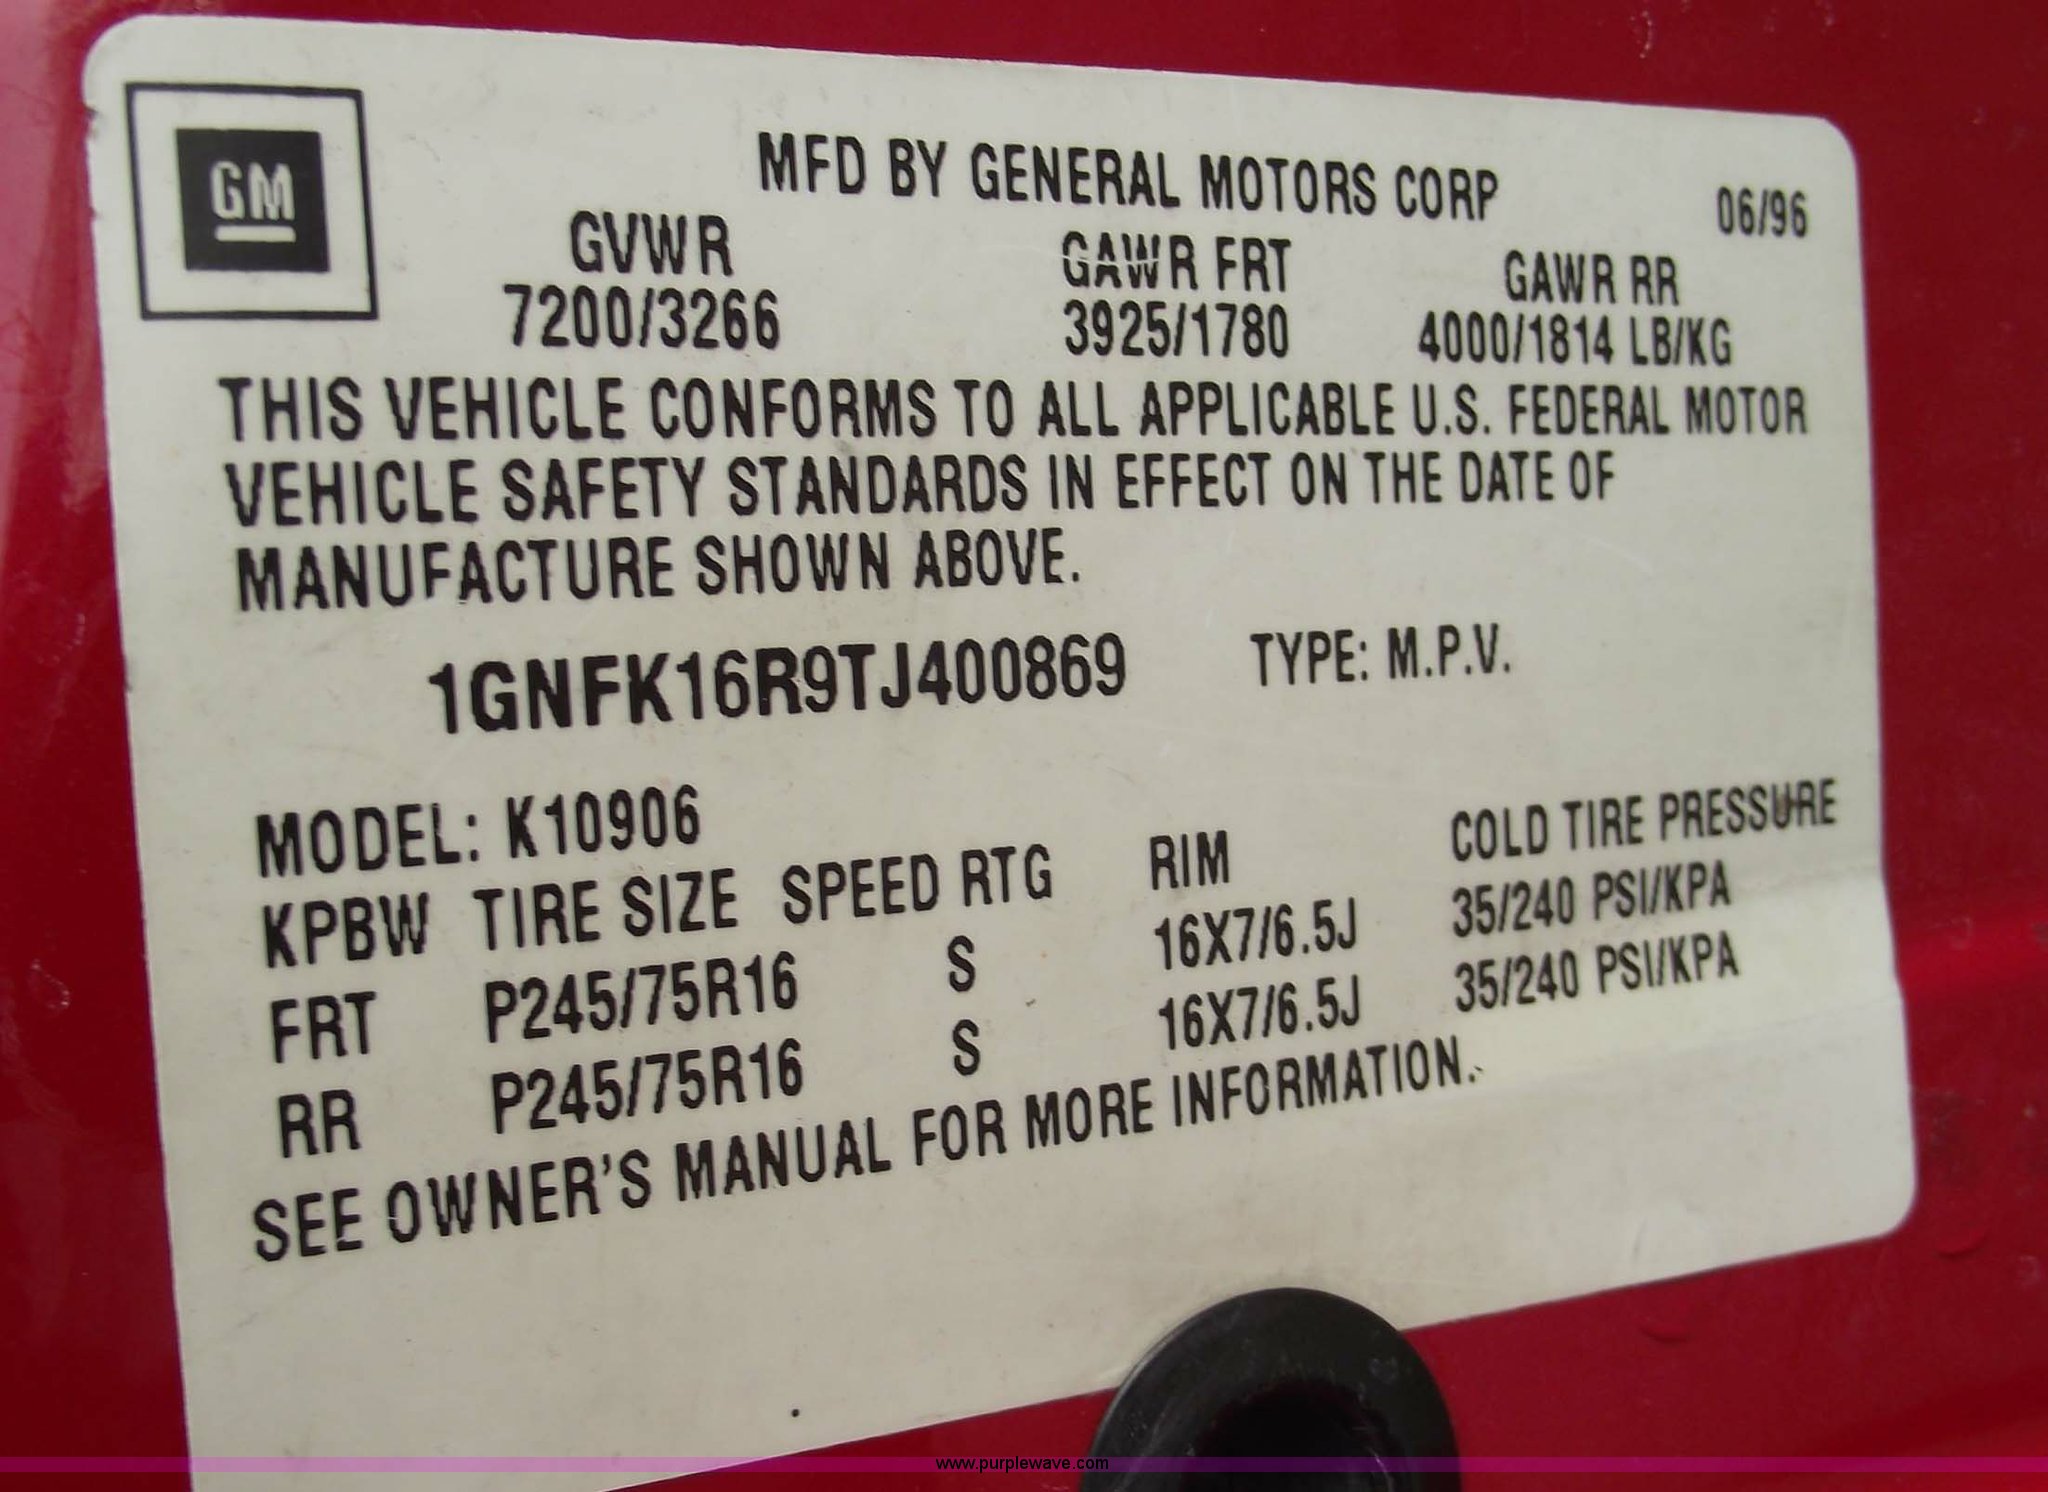 GM
MFD BY GENERAL MOTORS CORP 06/96
GVWR GAWR FRT GAWR RR
7200/3266 3925/1780 4000/1814 LB/KG
THIS VEHICLE CONFORMS TO ALL APPLICABLE U.S. FEDERAL MOTOR
VEHICLE SAFETY STANDARDS IN EFFECT ON THE DATE OF
MANUFACTURE SHOWN ABOVE.
1GNFK16R9TJ400869 TYPE: M.P.V.
MODEL: K10906
KPBW TIRE SIZE SPEED RTG RIM COLD TIRE PRESSURE
FRT P245/75R16 S 16X7/6.5J 35/240 PSI/KPA
RR P245/75R16 S 16X7/6.5J 35/240 PSI/KPA
SEE OWNER'S MANUAL FOR MORE INFORMATION.
www.purplewave.com